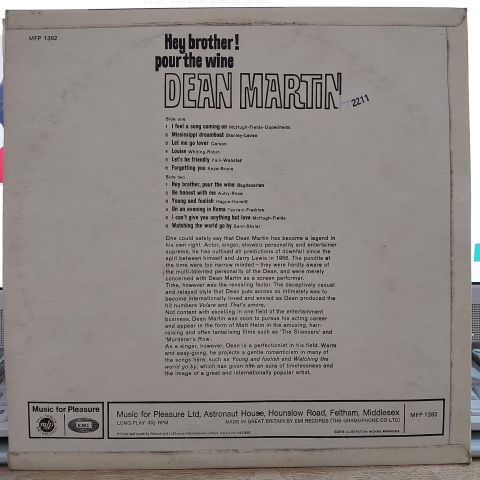 MFP 1392
Hey brother!
pour the wine
DEAN MARTIN
2211
Side one
1 I feel a song coming on McHugh-Fields-Oppenheim
2 Mississippi dreamboat Stanley-Levan
3 Let me go lover Carson
4 Louise Whiting-Robin
5 Let's be friendly Fain-Webster
6 Forgetting you Kaye-Bruce
Side two
1 Hey brother, pour the wine Bagdasarian
2 Be honest with me Autry-Rose
3 Young and foolish Hague-Horwitt
4 On an evening in Roma Taccani-Fredrics
5 I can't give you anything but love McHugh-Fields
6 Watching the world go by Senn-Skylar
One could safely say that Dean Martin has become a legend in
his own right. Actor, singer, showbiz personality and entertainer
supreme, he has outlived all predictions of downfall since the
split between himself and Jerry Lewis in 1956. The pundits at
the time were too narrow minded – they were hardly aware of
the multi-talented personality of the Dean, and were merely
concerned with Dean Martin as a screen performer.
Time, however was the revealing factor. The deceptively casual
and relaxed style that Dean puts across so intimately was to
become internationally loved and envied as Dean produced the
hit numbers Volare and That's amore.
Not content with excelling in one field of the entertainment
business, Dean Martin was soon to pursue his acting career
and appear in the form of Matt Helm in the amusing, hair-
raising and often tantalising films such as 'The Silencers' and
'Murderer's Row'.
As a singer, however, Dean is a perfectionist in his field. Warm
and easy-going, he projects a gentle romanticism in many of
the songs here, such as Young and foolish and Watching the
world go by, which has given him an aura of timelessness and
the image of a great and internationally popular artist.
Music for Pleasure
mfp
EMI
Music for Pleasure Ltd, Astronaut House, Hounslow Road, Feltham, Middlesex
LONG-PLAY 33⅓ RPM MADE IN GREAT BRITAIN BY EMI RECORDS (THE GRAMOPHONE CO LTD)
Printed and made by
MFP 1392